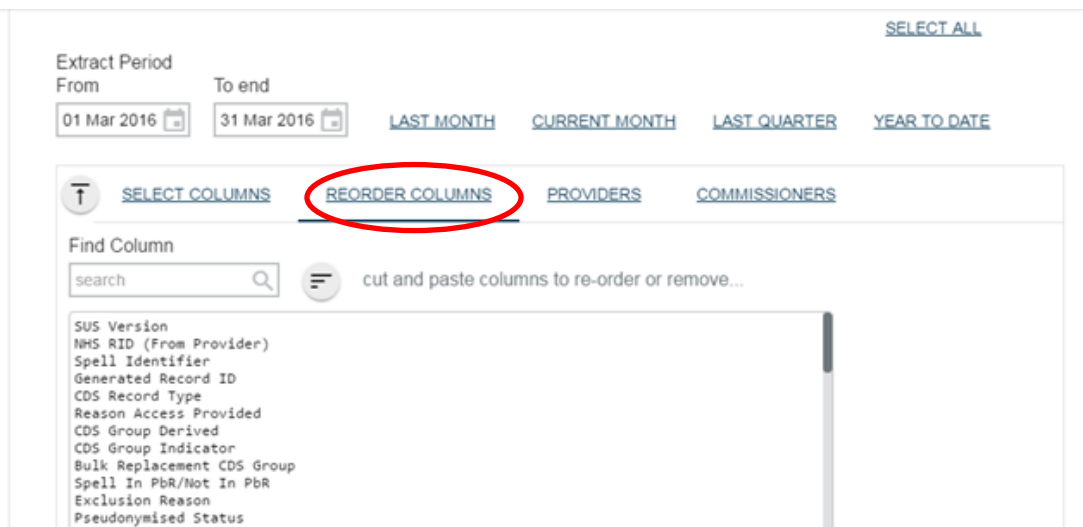 SELECT ALL
Extract Period
From To end
01 Mar 2016 31 Mar 2016 LAST MONTH CURRENT MONTH LAST QUARTER YEAR TO DATE
SELECT COLUMNS REORDER COLUMNS PROVIDERS COMMISSIONERS
Find Column
search cut and paste columns to re-order or remove...
SUS Version
NHS RID (From Provider)
Spell Identifier
Generated Record ID
CDS Record Type
Reason Access Provided
CDS Group Derived
CDS Group Indicator
Bulk Replacement CDS Group
Spell In PbR/Not In PbR
Exclusion Reason
Pseudonymised Status